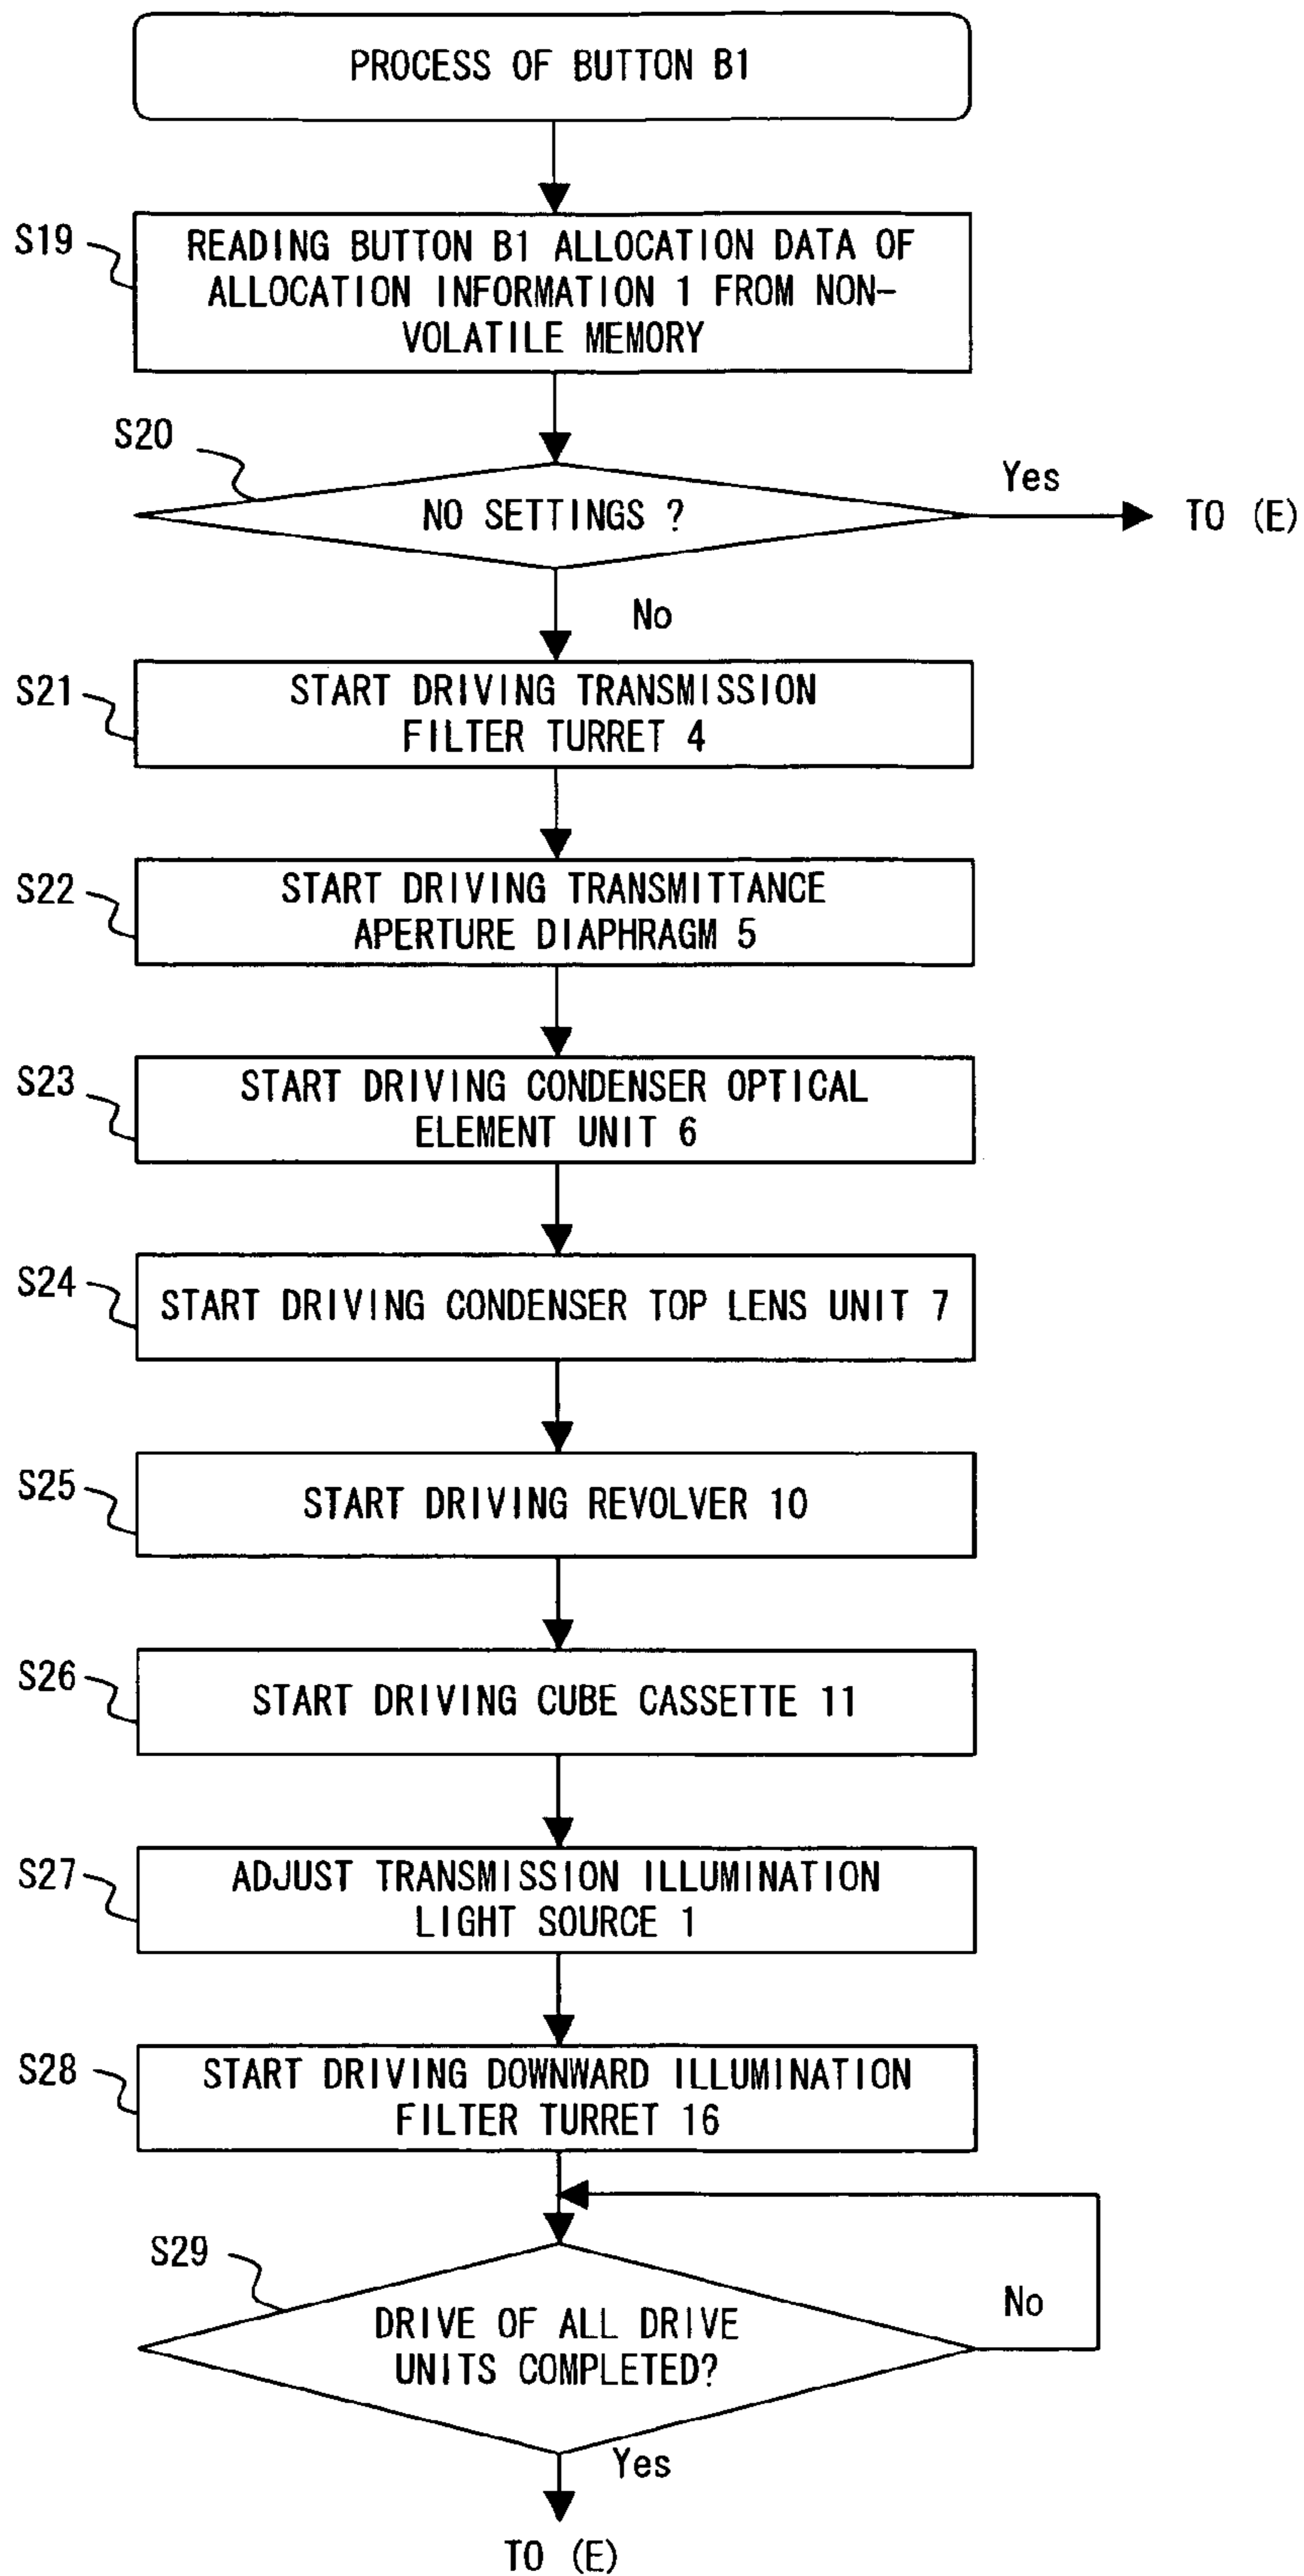 PROCESS OF BUTTON B1
S19
READING BUTTON B1 ALLOCATION DATA OF
ALLOCATION INFORMATION 1 FROM NON-
VOLATILE MEMORY
S20
NO SETTINGS ?
Yes
TO (E)
No
S21
START DRIVING TRANSMISSION
FILTER TURRET 4
S22
START DRIVING TRANSMITTANCE
APERTURE DIAPHRAGM 5
S23
START DRIVING CONDENSER OPTICAL
ELEMENT UNIT 6
S24
START DRIVING CONDENSER TOP LENS UNIT 7
S25
START DRIVING REVOLVER 10
S26
START DRIVING CUBE CASSETTE 11
S27
ADJUST TRANSMISSION ILLUMINATION
LIGHT SOURCE 1
S28
START DRIVING DOWNWARD ILLUMINATION
FILTER TURRET 16
S29
DRIVE OF ALL DRIVE
UNITS COMPLETED?
No
Yes
TO (E)